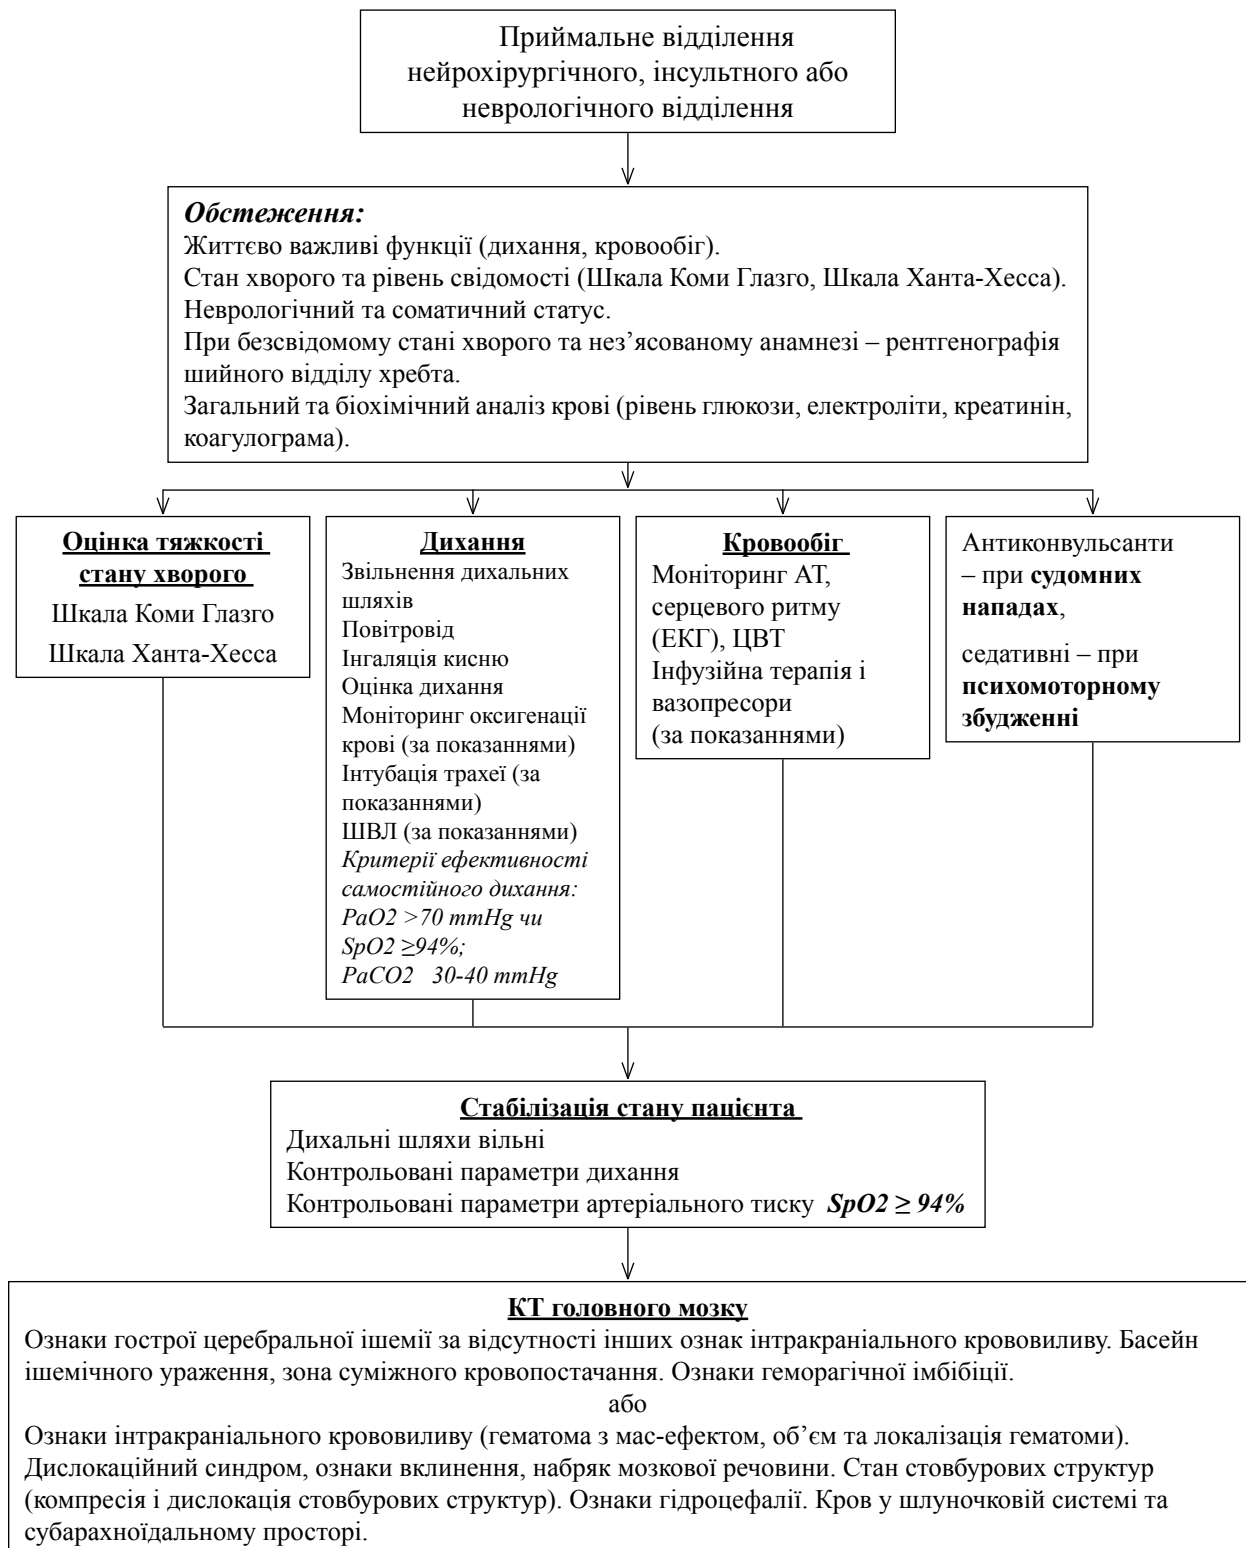 Приймальне відділення
нейрохірургічного, інсультного або
неврологічного відділення
Обстеження:
Життєво важливі функції (дихання, кровообіг).
Стан хворого та рівень свідомості (Шкала Коми Глазго, Шкала Ханта-Хесса).
Неврологічний та соматичний статус.
При безсвідомому стані хворого та нез’ясованому анамнезі – рентгенографія
шийного відділу хребта.
Загальний та біохімічний аналіз крові (рівень глюкози, електроліти, креатинін,
коагулограма).
Оцінка тяжкості
стану хворого
Шкала Коми Глазго
Шкала Ханта-Хесса
Дихання
Звільнення дихальних
шляхів
Повітровід
Інгаляція кисню
Оцінка дихання
Моніторинг оксигенації
крові (за показаннями)
Інтубація трахеї (за
показаннями)
ШВЛ (за показаннями)
Критерії ефективності
самостійного дихання:
PaO2 >70 mmHg чи
SpO2 ≥94%;
PaCO2 30-40 mmHg
Кровообіг
Моніторинг АТ,
серцевого ритму
(ЕКГ), ЦВТ
Інфузійна терапія і
вазопресори
(за показаннями)
Антиконвульсанти
– при судомних
нападах,
седативні – при
психомоторному
збудженні
Стабілізація стану пацієнта
Дихальні шляхи вільні
Контрольовані параметри дихання
Контрольовані параметри артеріального тиску SpO2 ≥ 94%
КТ головного мозку
Ознаки гострої церебральної ішемії за відсутності інших ознак інтракраніального крововиливу. Басейн
ішемічного ураження, зона суміжного кровопостачання. Ознаки геморагічної імбібіції.
або
Ознаки інтракраніального крововиливу (гематома з мас-ефектом, об’єм та локалізація гематоми).
Дислокаційний синдром, ознаки вклинення, набряк мозкової речовини. Стан стовбурових структур
(компресія і дислокація стовбурових структур). Ознаки гідроцефалії. Кров у шлуночковій системі та
субарахноїдальному просторі.